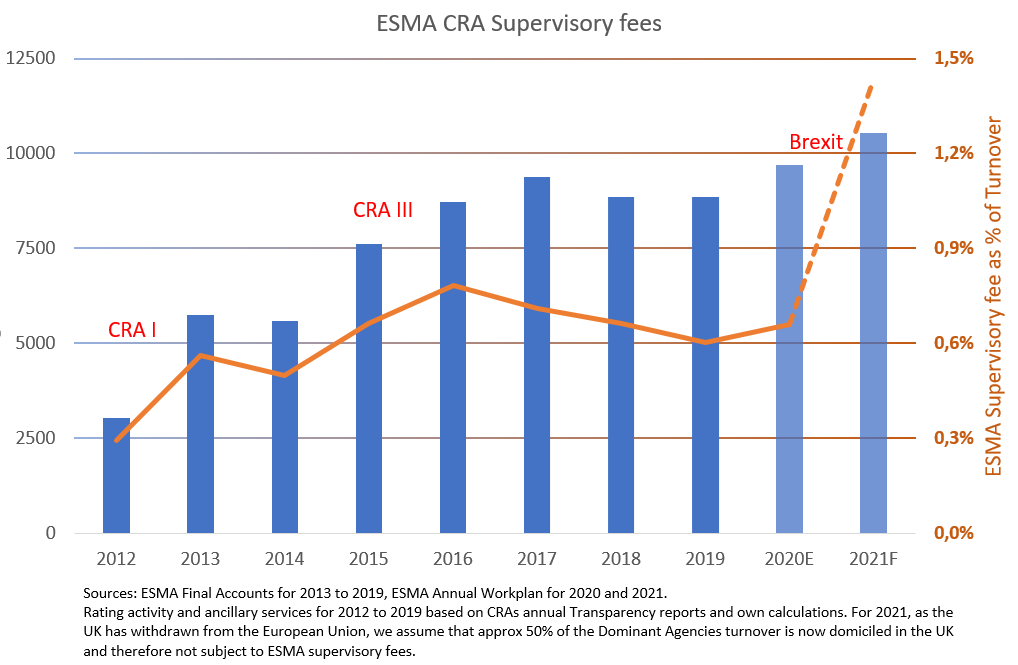 ESMA CRA Supervisory fees
12500
10000
7500
5000
2500
0
1,5%
1,2%
0,9%
0,6%
0,3%
0,0%
ESMA Supervisory fee as % of Turnover
CRA I
CRA III
Brexit
2012 2013 2014 2015 2016 2017 2018 2019 2020E 2021F
Sources: ESMA Final Accounts for 2013 to 2019, ESMA Annual Workplan for 2020 and 2021.
Rating activity and ancillary services for 2012 to 2019 based on CRAs annual Transparency reports and own calculations. For 2021, as the
UK has withdrawn from the European Union, we assume that approx 50% of the Dominant Agencies turnover is now domiciled in the UK
and therefore not subject to ESMA supervisory fees.